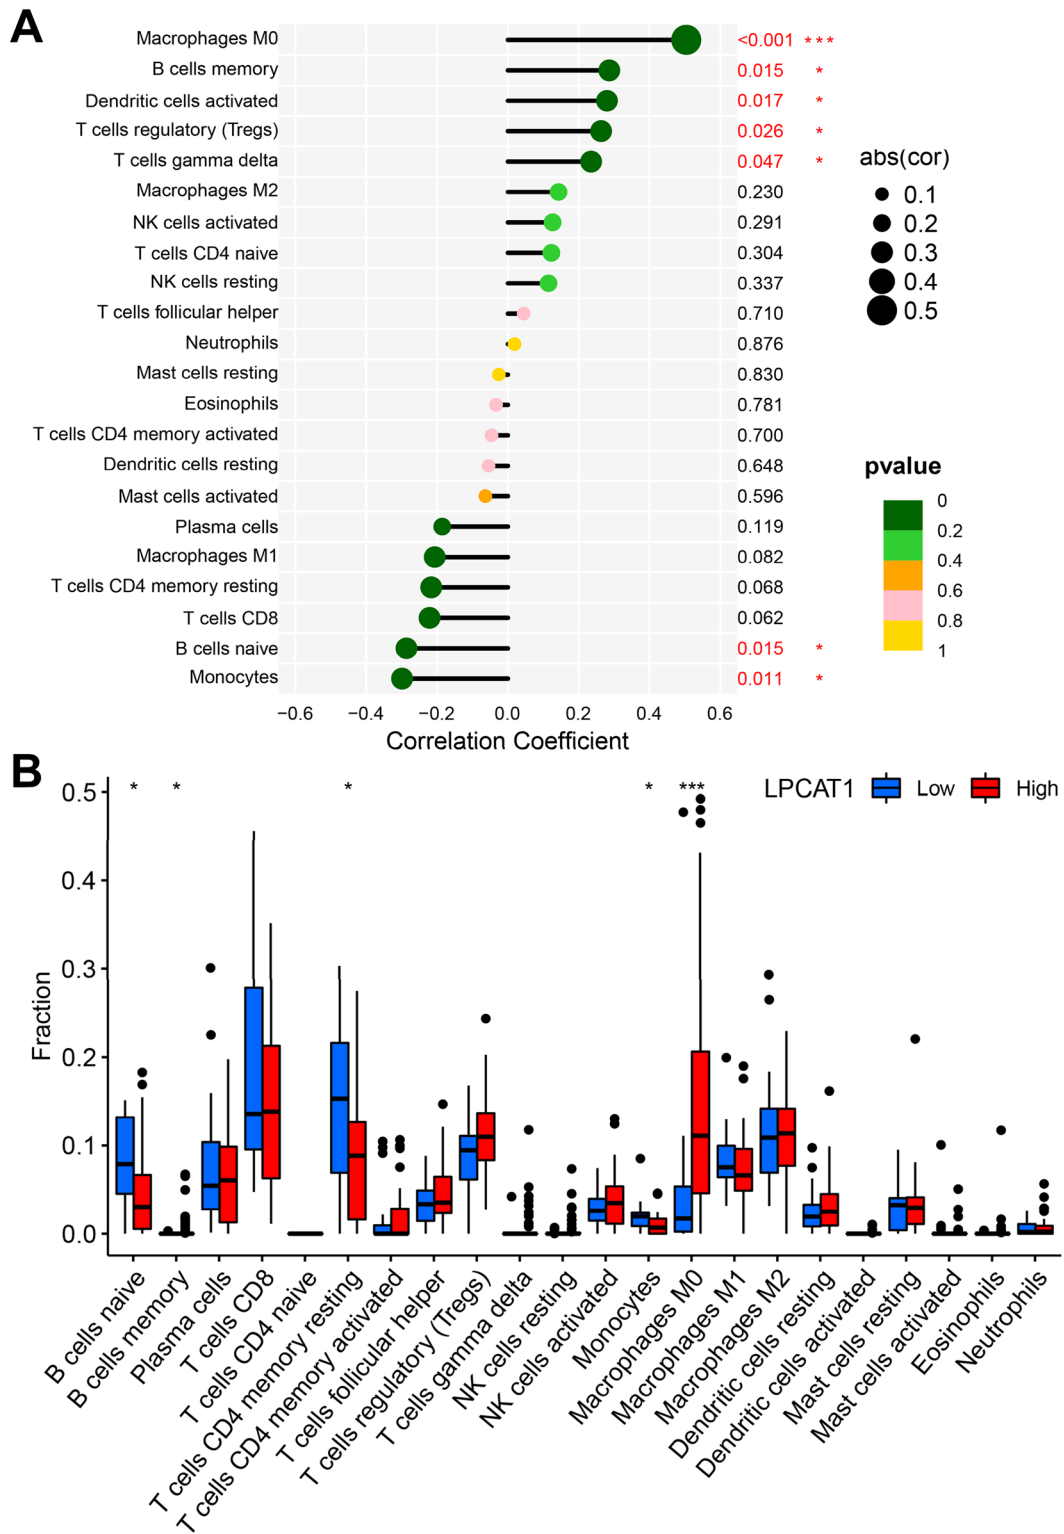 A
Macrophages M0 <0.001 ***
B cells memory 0.015 *
Dendritic cells activated 0.017 *
T cells regulatory (Tregs) 0.026 *
T cells gamma delta 0.047 *
Macrophages M2 0.230
NK cells activated 0.291
T cells CD4 naive 0.304
NK cells resting 0.337
T cells follicular helper 0.710
Neutrophils 0.876
Mast cells resting 0.830
Eosinophils 0.781
T cells CD4 memory activated 0.700
Dendritic cells resting 0.648
Mast cells activated 0.596
Plasma cells 0.119
Macrophages M1 0.082
T cells CD4 memory resting 0.068
T cells CD8 0.062
B cells naive 0.015 *
Monocytes 0.011 *
−0.6 −0.4 −0.2 0.0 0.2 0.4 0.6
Correlation Coefficient
abs(cor)
0.1
0.2
0.3
0.4
0.5
pvalue
0
0.2
0.4
0.6
0.8
1
B
* * * * ***
LPCAT1 Low High
Fraction
0.5
0.4
0.3
0.2
0.1
0.0
B cells naive
B cells memory
Plasma cells
T cells CD8
T cells CD4 naive
T cells CD4 memory resting
T cells CD4 memory activated
T cells follicular helper
T cells regulatory (Tregs)
T cells gamma delta
NK cells resting
NK cells activated
Monocytes
Macrophages M0
Macrophages M1
Macrophages M2
Dendritic cells resting
Dendritic cells activated
Mast cells resting
Mast cells activated
Eosinophils
Neutrophils